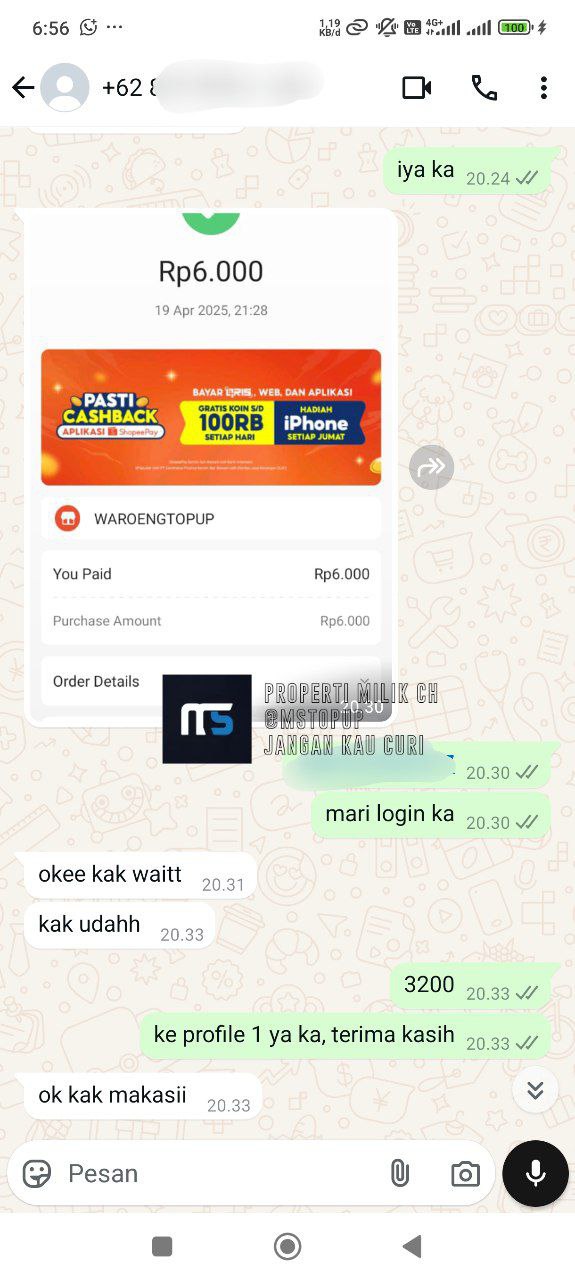 6:56
1,19
KB/d
Vo
LTE
4G+
100
+62 8
iya ka 20.24
Rp6.000
19 Apr 2025, 21:28
PASTI
CASHBACK
APLIKASI ShopeePay
BAYAR QRIS, WEB, DAN APLIKASI
GRATIS KOIN S/D
100RB
SETIAP HARI
HADIAH
iPhone
SETIAP JUMAT
WAROENGTOPUP
You Paid Rp6.000
Purchase Amount Rp6.000
Order Details
20.30
MS
PROPERTI MILIK CH
@MSTOPUP
JANGAN KAU CURI
20.30
mari login ka 20.30
okee kak waitt 20.31
kak udahh 20.33
3200 20.33
ke profile 1 ya ka, terima kasih 20.33
ok kak makasii 20.33
Pesan